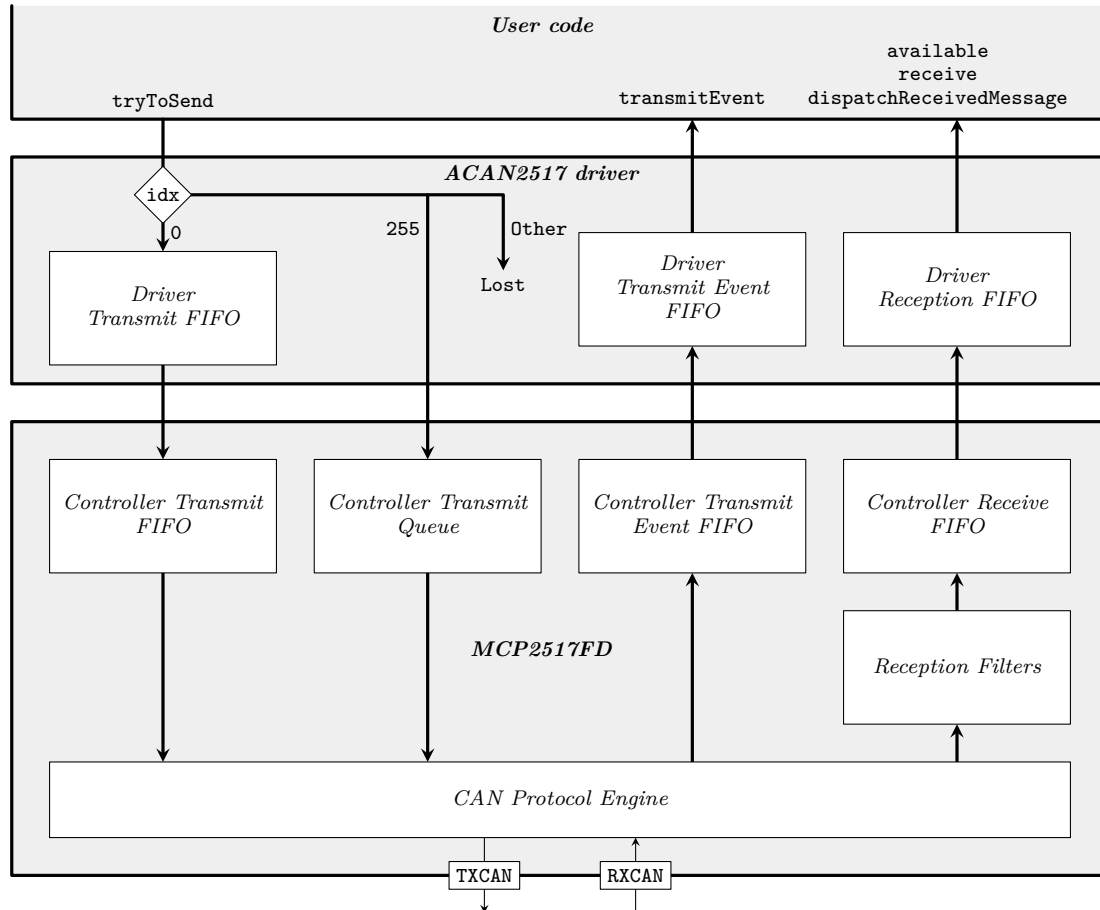 User code
tryToSend
transmitEvent
available
receive
dispatchReceivedMessage
ACAN2517 driver
idx
0
255
Other
Lost
Driver
Transmit FIFO
Driver
Transmit Event
FIFO
Driver
Reception FIFO
Controller Transmit
FIFO
Controller Transmit
Queue
Controller Transmit
Event FIFO
Controller Receive
FIFO
MCP2517FD
Reception Filters
CAN Protocol Engine
TXCAN
RXCAN